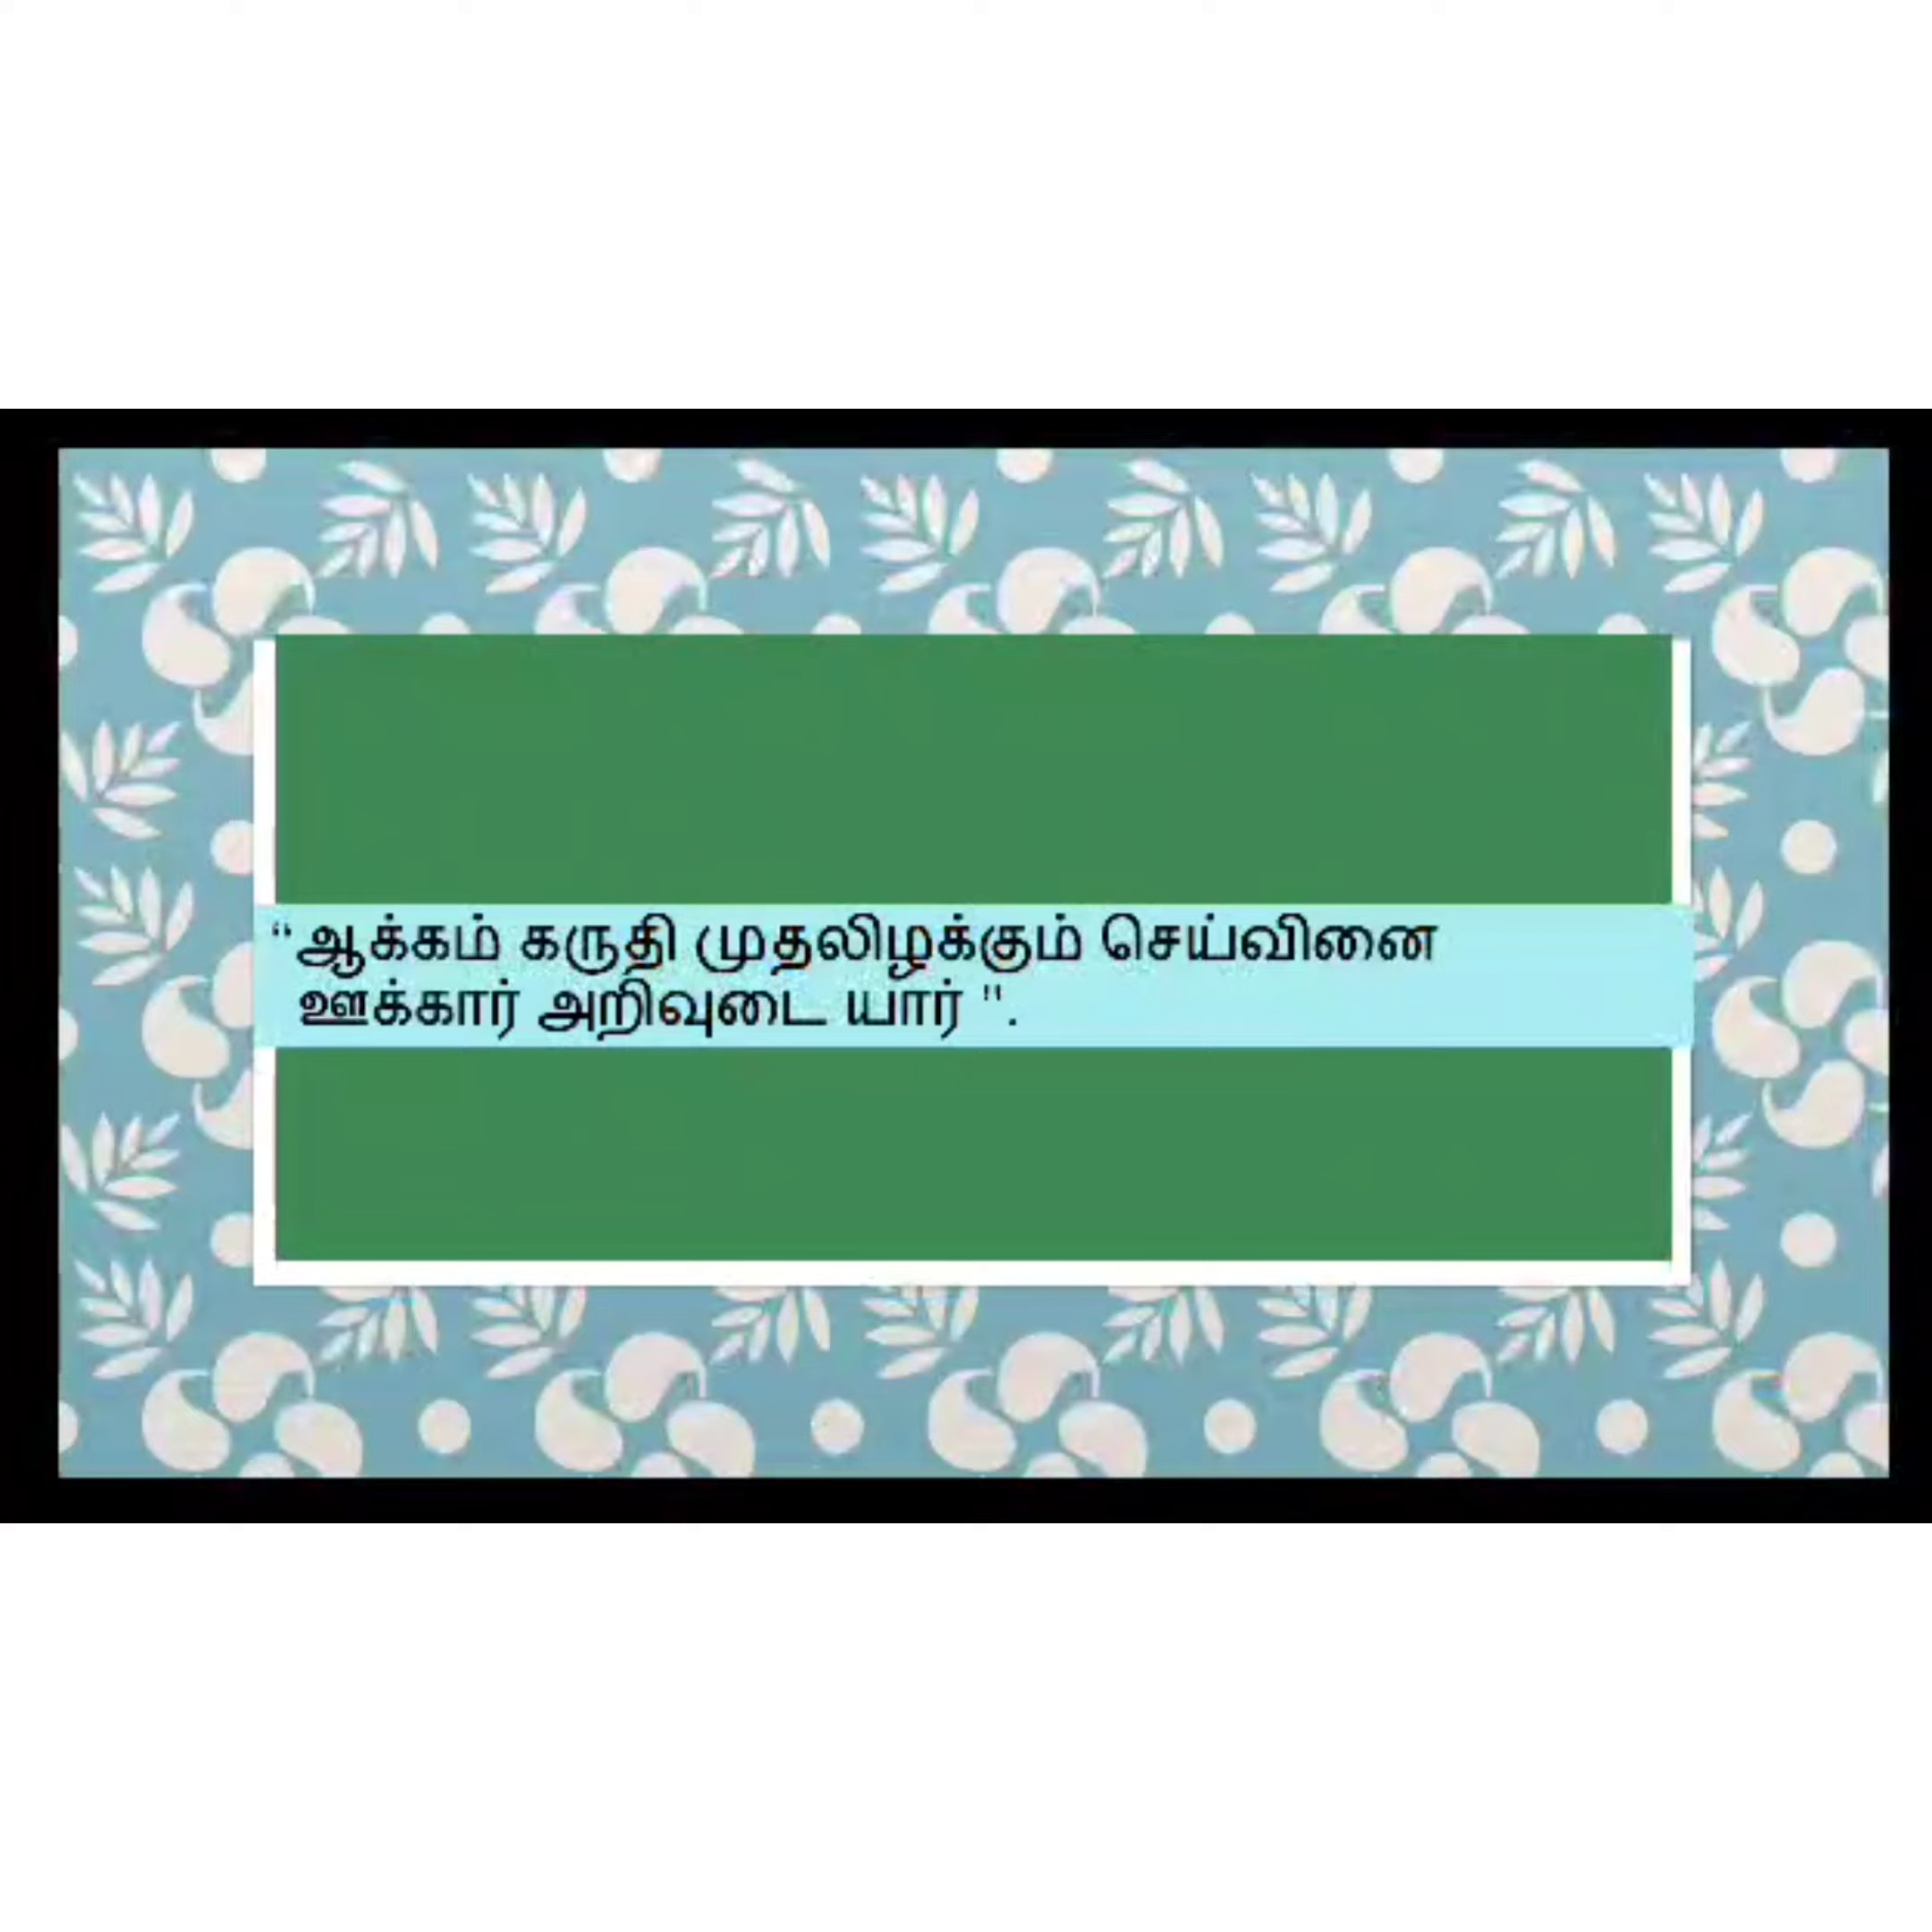 "ஆக்கம் கருதி முதலிழக்கும் செய்வினை
ஊக்கார் அறிவுடை யார் ".